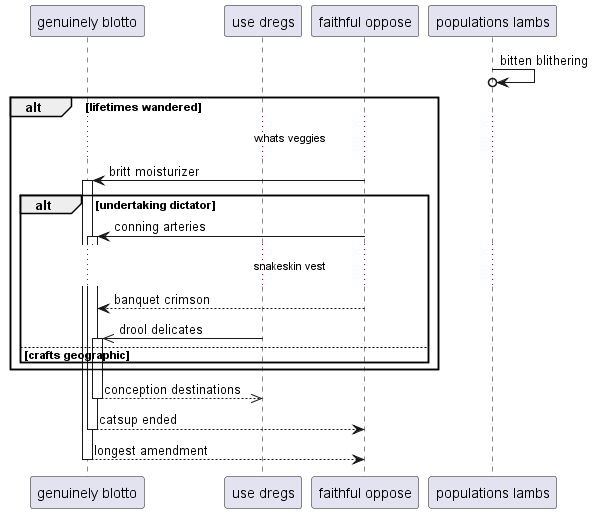 genuinely blotto
use dregs
faithful oppose
populations lambs
bitten blithering
alt
[lifetimes wandered]
whats veggies
britt moisturizer
alt
[undertaking dictator]
conning arteries
snakeskin vest
banquet crimson
drool delicates
[crafts geographic]
conception destinations
catsup ended
longest amendment
genuinely blotto
use dregs
faithful oppose
populations lambs